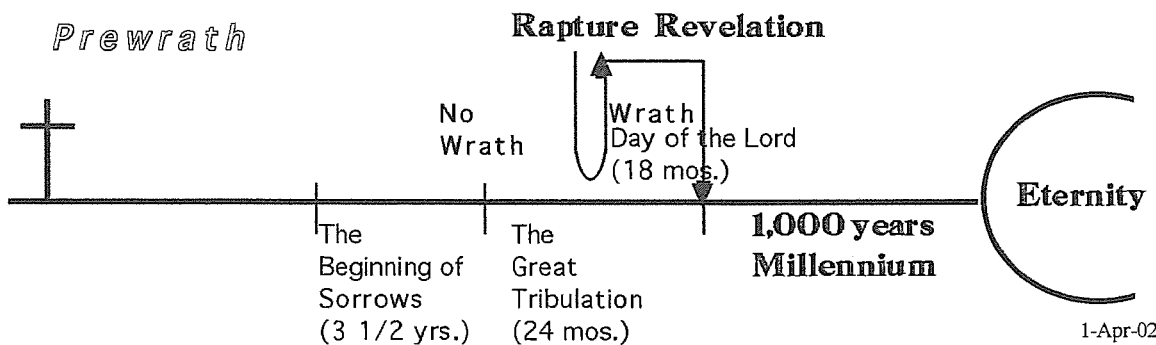 Prewrath
Rapture Revelation
No
Wrath
Wrath
Day of the Lord
(18 mos.)
The
Beginning of
Sorrows
(3 1/2 yrs.)
The
Great
Tribulation
(24 mos.)
1,000 years
Millennium
Eternity
1-Apr-02